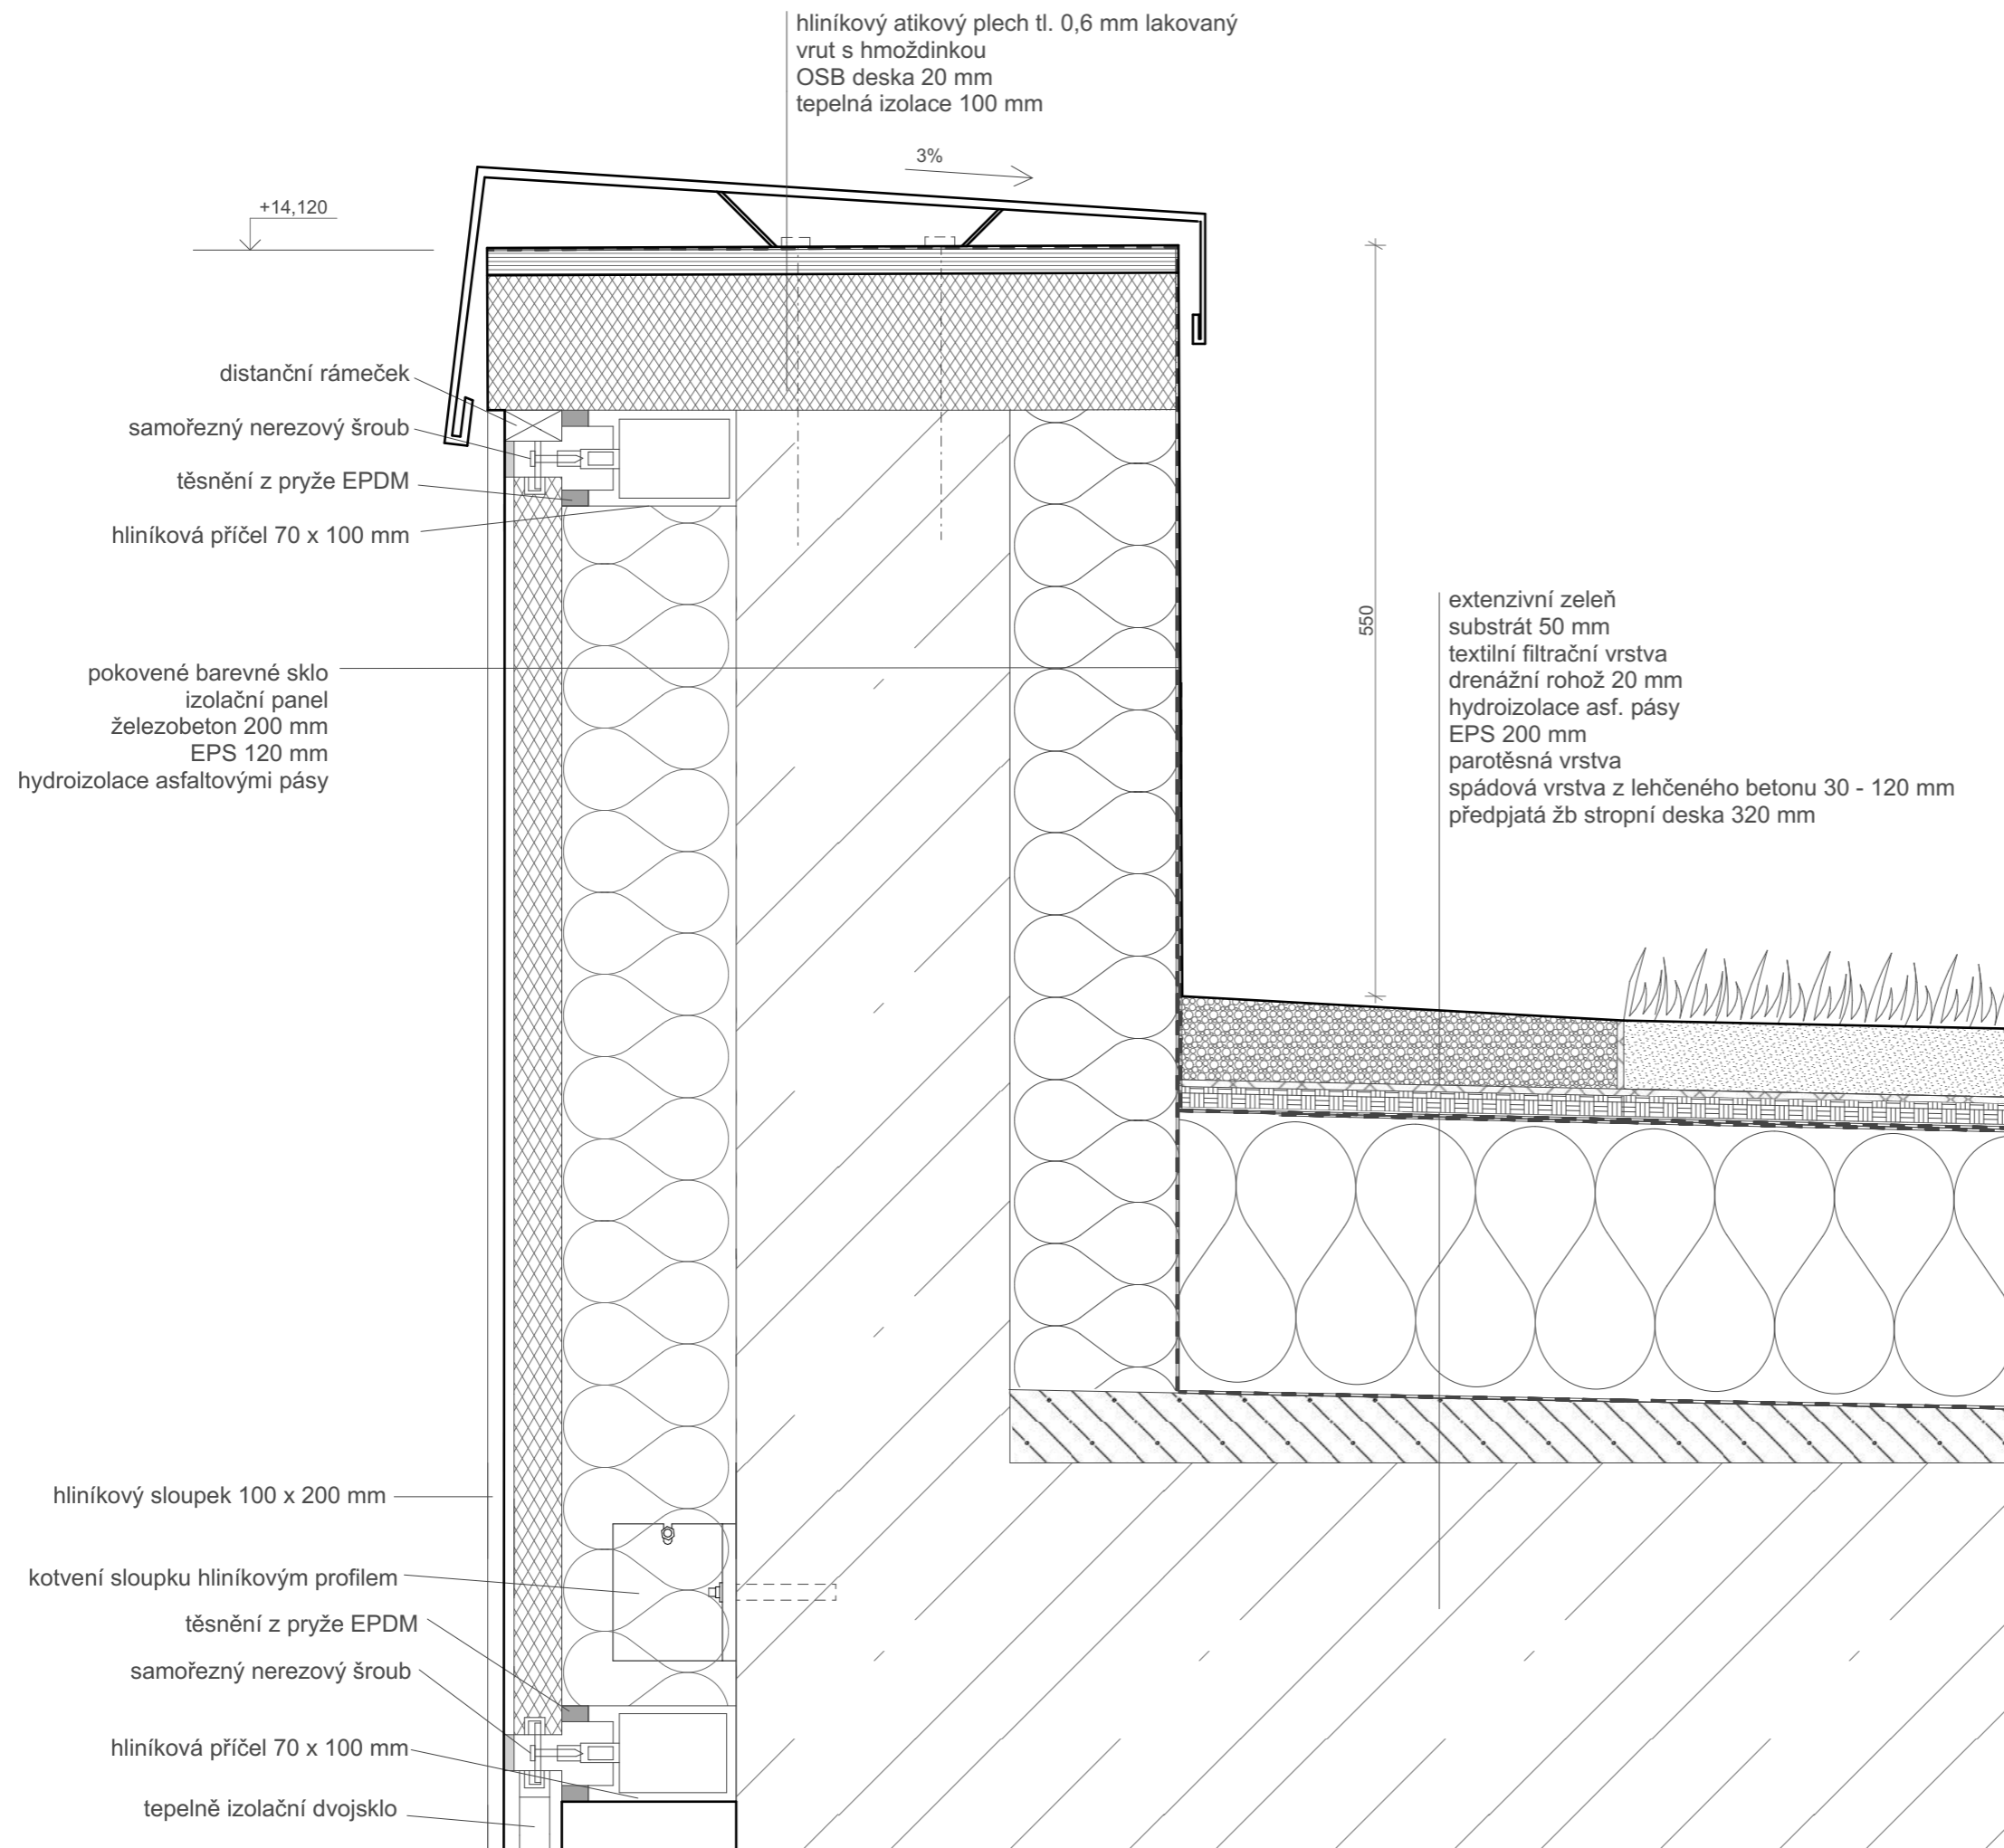 hliníkový atikový plech tl. 0,6 mm lakovaný
vrut s hmoždinkou
OSB deska 20 mm
tepelná izolace 100 mm
3%
+14,120
distanční rámeček
samořezný nerezový šroub
těsnění z pryže EPDM
hliníková příčel 70 x 100 mm
pokovené barevné sklo
izolační panel
železobeton 200 mm
EPS 120 mm
hydroizolace asfaltovými pásy
550
extenzivní zeleň
substrát 50 mm
textilní filtrační vrstva
drenážní rohož 20 mm
hydroizolace asf. pásy
EPS 200 mm
parotěsná vrstva
spádová vrstva z lehčeného betonu 30 - 120 mm
předpjatá žb stropní deska 320 mm
hliníkový sloupek 100 x 200 mm
kotvení sloupku hliníkovým profilem
těsnění z pryže EPDM
samořezný nerezový šroub
hliníková příčel 70 x 100 mm
tepelně izolační dvojsklo